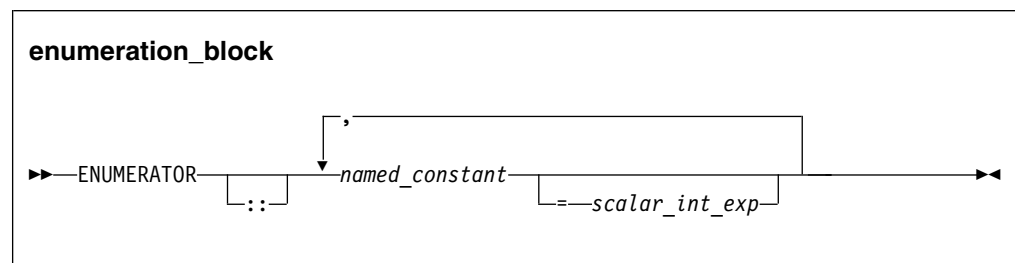 enumeration_block
,
ENUMERATOR :: named_constant = scalar_int_exp